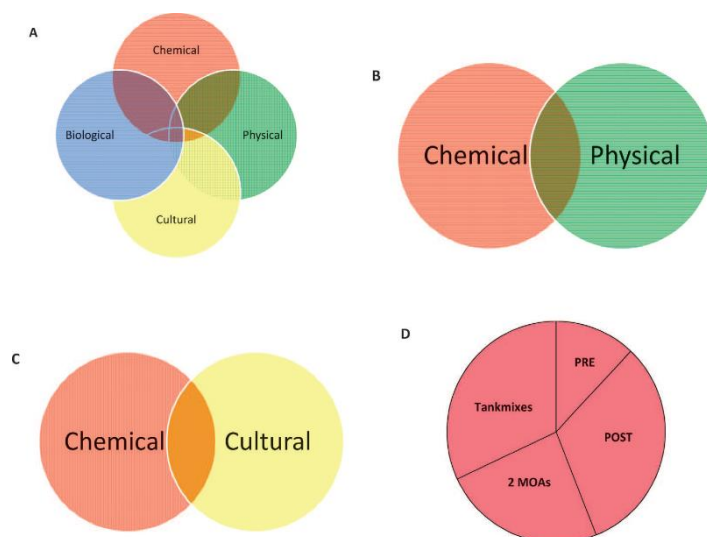 A
Chemical
Biological
Physical
Cultural
B
Chemical
Physical
C
Chemical
Cultural
D
PRE
Tankmixes
POST
2 MOAs